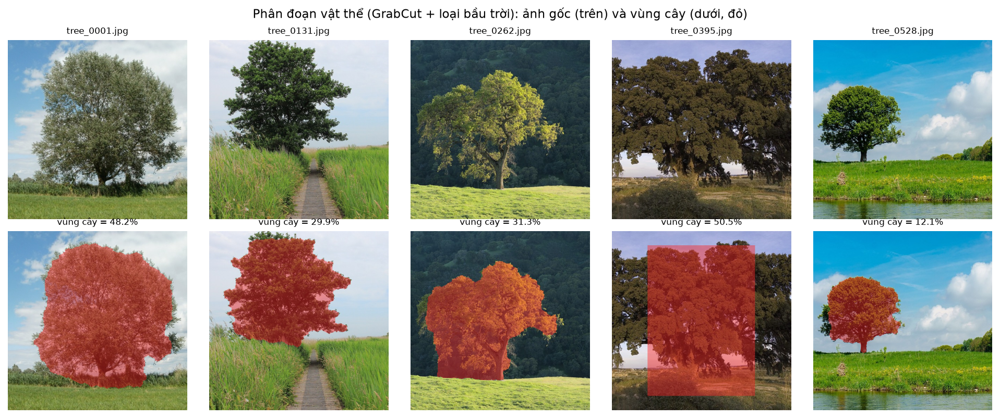 Phân đoạn vật thể (GrabCut + loại bầu trời): ảnh gốc (trên) và vùng cây (dưới, đỏ)
tree_0001.jpg
tree_0131.jpg
tree_0262.jpg
tree_0395.jpg
tree_0528.jpg
vùng cây = 48.2%
vùng cây = 29.9%
vùng cây = 31.3%
vùng cây = 50.5%
vùng cây = 12.1%